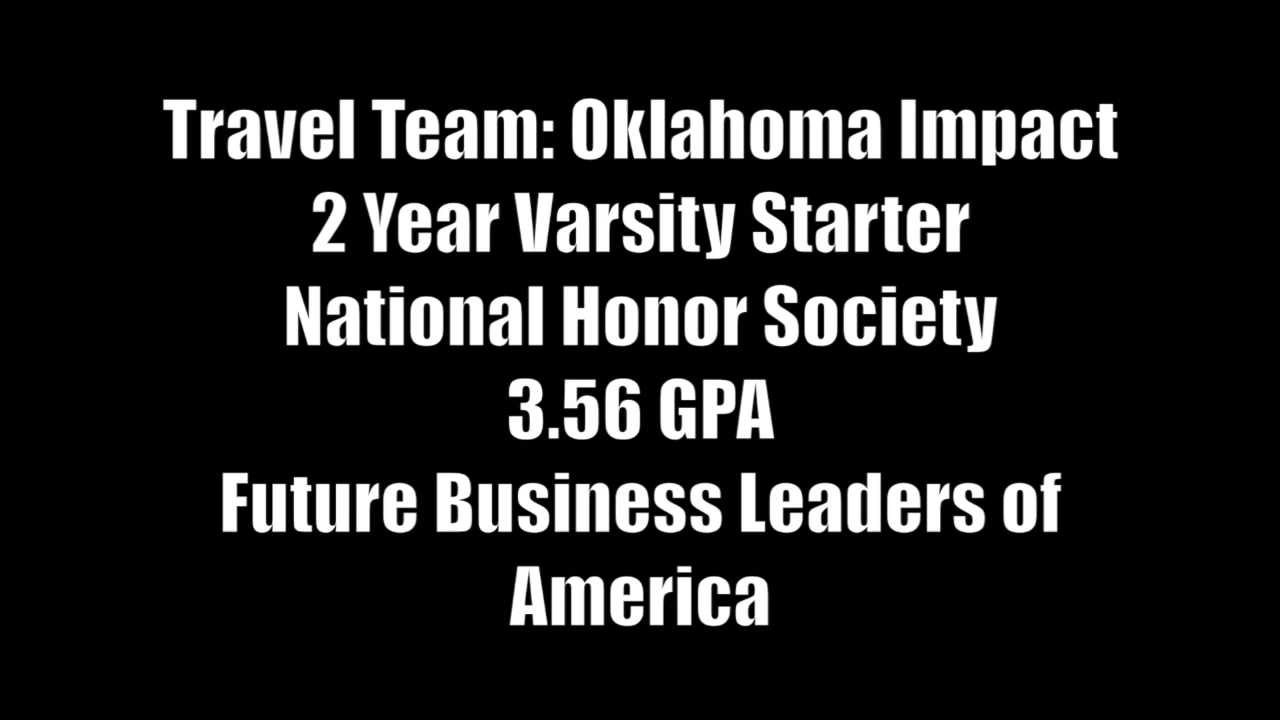 Travel Team: Oklahoma Impact
2 Year Varsity Starter
National Honor Society
3.56 GPA
Future Business Leaders of
America